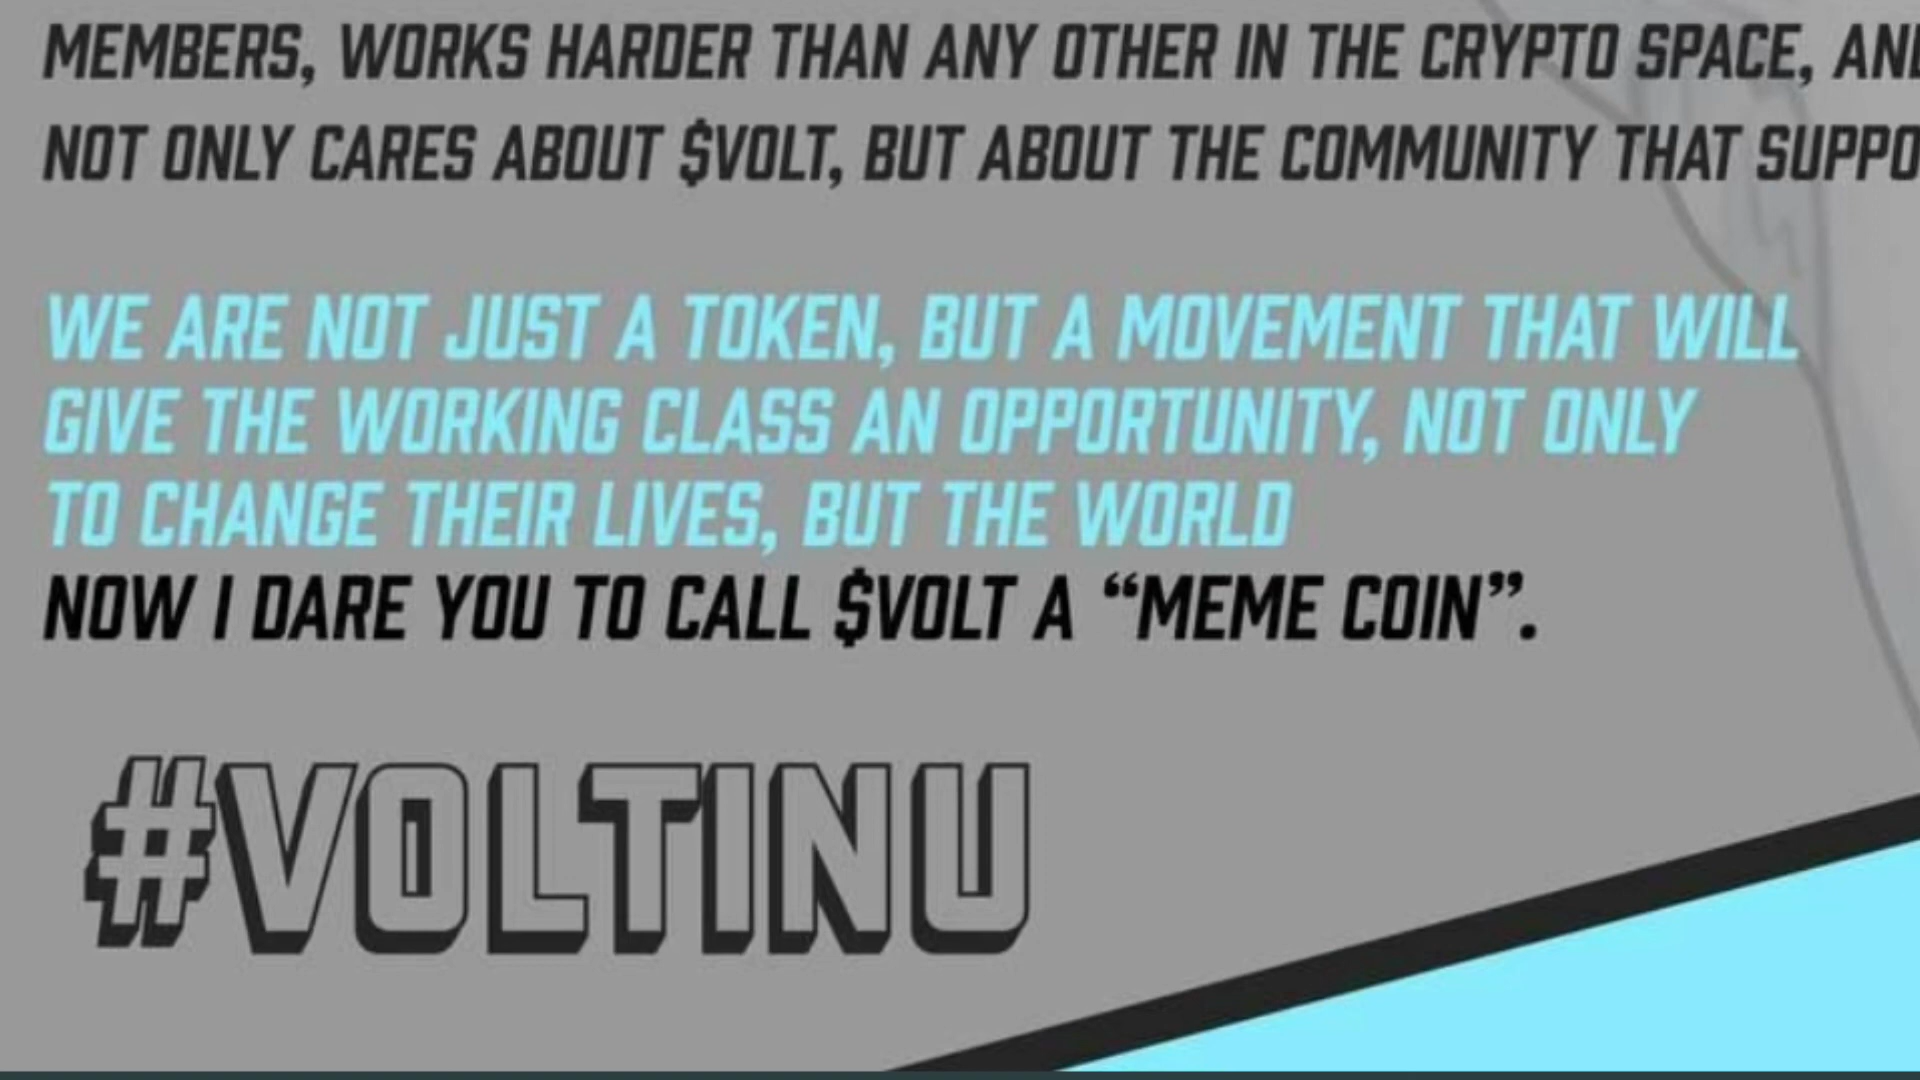 MEMBERS, WORKS HARDER THAN ANY OTHER IN THE CRYPTO SPACE,
NOT ONLY CARES ABOUT $VOLT, BUT ABOUT THE COMMUNITY THAT
WE ARE NOT JUST A TOKEN, BUT A MOVEMENT THAT WILL
GIVE THE WORKING CLASS AN OPPORTUNITY, NOT ONLY
TO CHANGE THEIR LIVES, BUT THE WORLD
NOW I DARE YOU TO CALL $VOLT A “MEME COIN”.
#VOLTINU